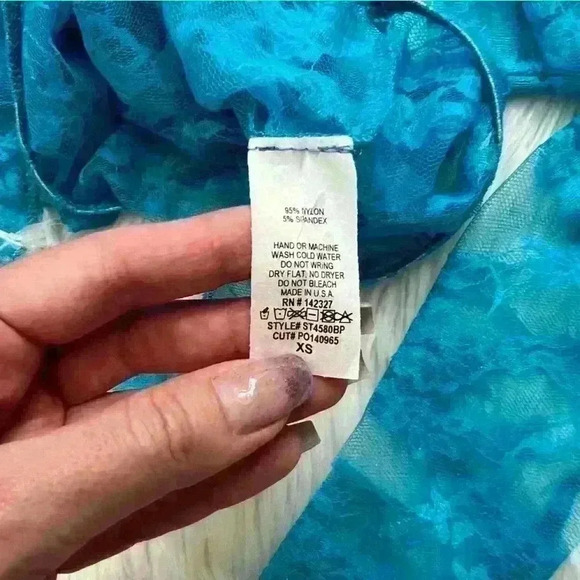 95% NYLON
5% SPANDEX
HAND OR MACHINE
WASH COLD WATER
DO NOT WRING
DRY FLAT. NO DRYER
DO NOT BLEACH
MADE IN U.S.A
RN # 142327
STYLE# ST4580BP
CUT# PO140965
XS